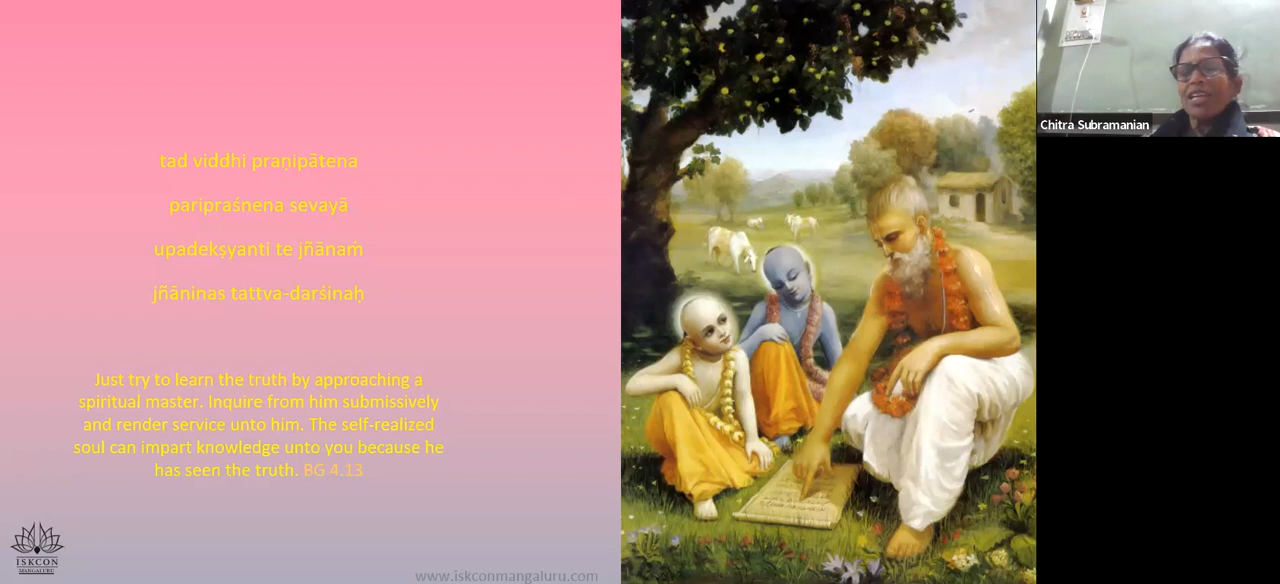 tad viddhi praṇipātena
paripraśnena sevayā
upadekṣyanti te jñānaṁ
jñāninas tattva-darśinaḥ
Just try to learn the truth by approaching a
spiritual master. Inquire from him submissively
and render service unto him. The self-realized
soul can impart knowledge unto you because he
has seen the truth. BG 4.13
ISKCON
MANGALURU
www.iskconmangaluru.com
Chitra Subramanian